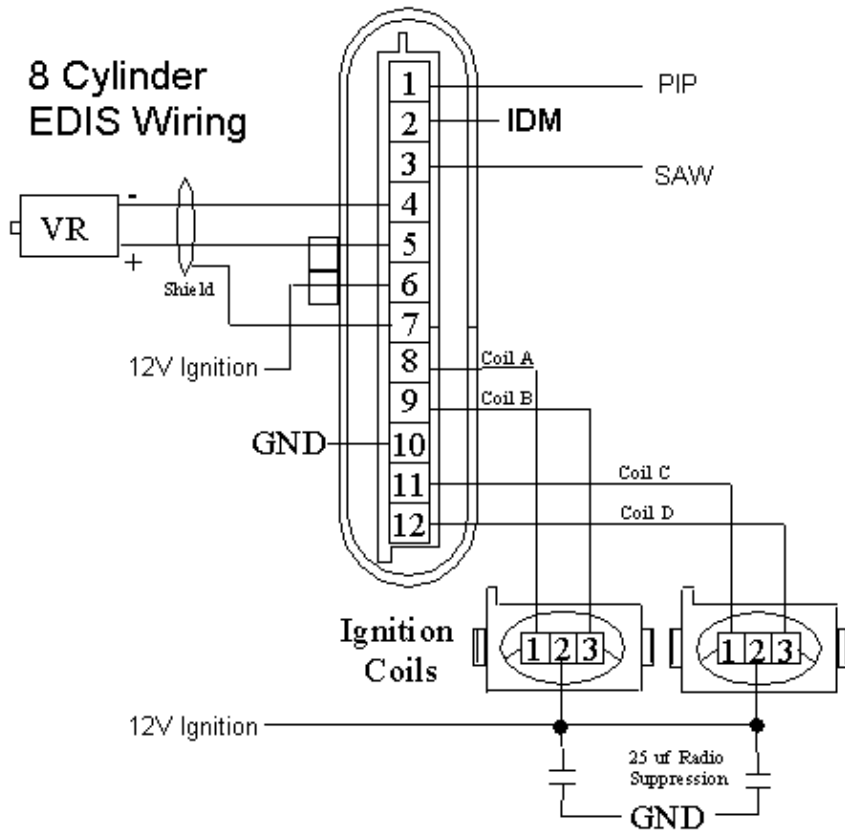 8 Cylinder
EDIS Wiring
1
PIP
2
IDM
3
SAW
-
4
VR
5
+
6
Shield
7
12V Ignition
8
Coil A
9
Coil B
GND
10
11
Coil C
12
Coil D
Ignition
Coils
1 2 3
1 2 3
12V Ignition
25 uf Radio
Suppression
GND